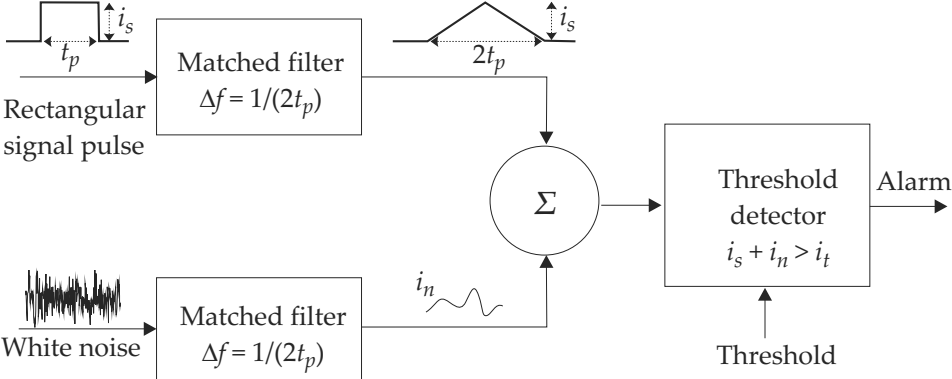 i_s
t_p
Rectangular
signal pulse
Matched filter
Δf = 1/(2t_p)
i_s
2t_p
Σ
Threshold
detector
i_s + i_n > i_t
Alarm
Threshold
White noise
Matched filter
Δf = 1/(2t_p)
i_n